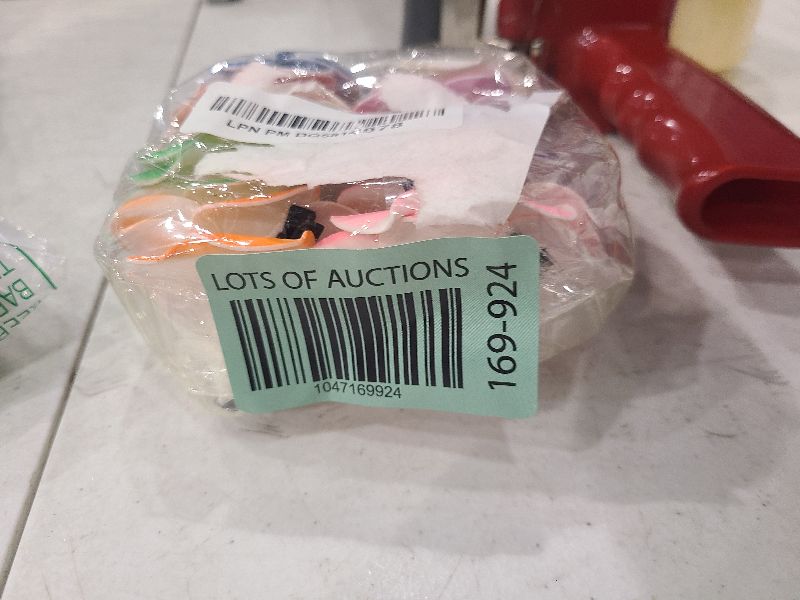 LPN PM
LOTS OF AUCTIONS
169-924
1047169924